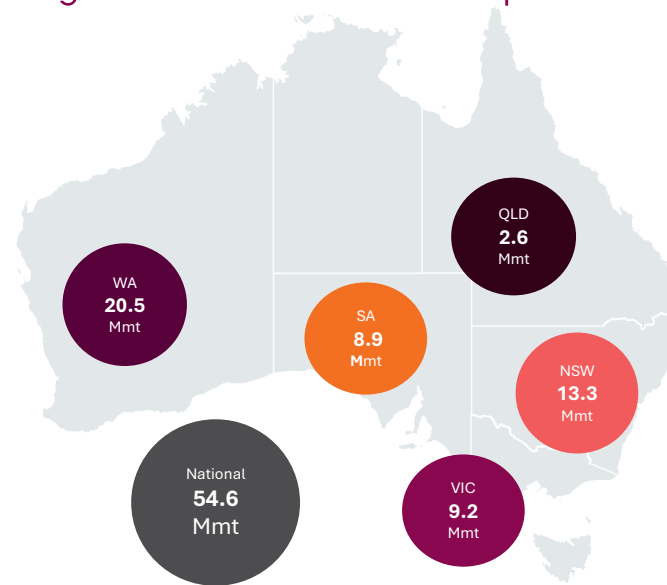 QLD
2.6
Mmt
WA
20.5
Mmt
SA
8.9
Mmt
NSW
13.3
Mmt
National
54.6
Mmt
VIC
9.2
Mmt